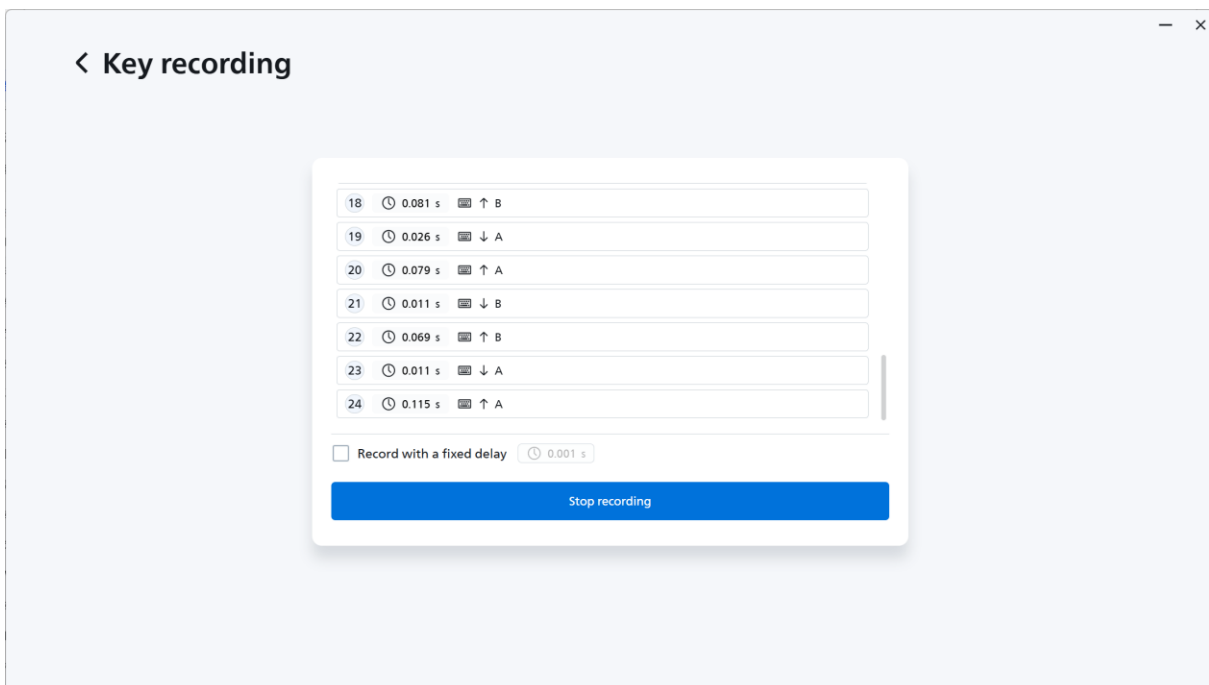 Key recording
18 0.081 s ↑ B
19 0.026 s ↓ A
20 0.079 s ↑ A
21 0.011 s ↓ B
22 0.069 s ↑ B
23 0.011 s ↓ A
24 0.115 s ↑ A
Record with a fixed delay 0.001 s
Stop recording